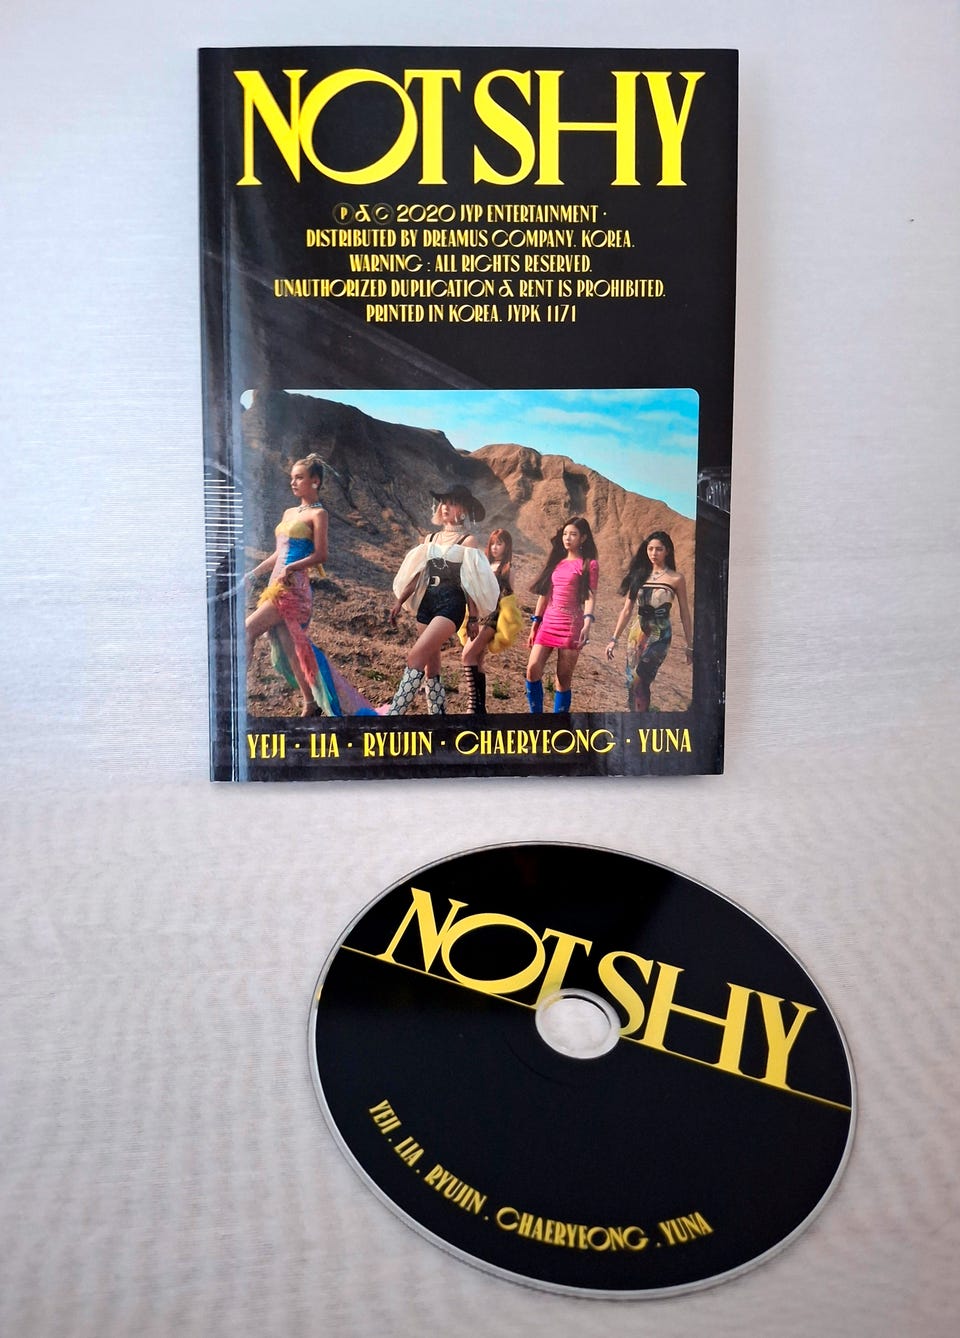 NOT SHY
Ⓟ & Ⓒ 2020 JYP ENTERTAINMENT ·
DISTRIBUTED BY DREAMUS COMPANY. KOREA.
WARNING : ALL RIGHTS RESERVED.
UNAUTHORIZED DUPLICATION & RENT IS PROHIBITED.
PRINTED IN KOREA. JYPK 1171
YEJI · LIA · RYUJIN · CHAERYEONG · YUNA
NOT SHY
YEJI . LIA . RYUJIN . CHAERYEONG . YUNA